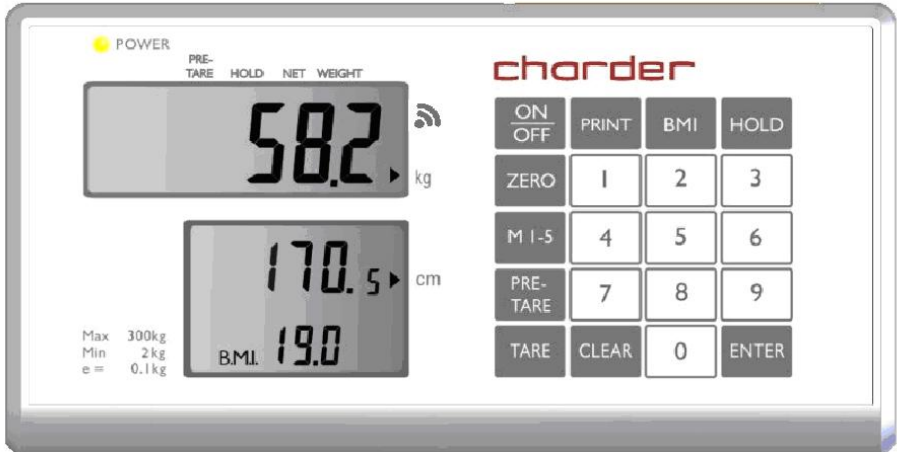 POWER
PRE-
TARE HOLD NET WEIGHT
58.2
kg
170.5
cm
B.M.I. 19.0
Max 300kg
Min 2kg
e = 0.1kg
charder
ON
OFF
PRINT
BMI
HOLD
ZERO
1
2
3
M 1-5
4
5
6
PRE-
TARE
7
8
9
TARE
CLEAR
0
ENTER